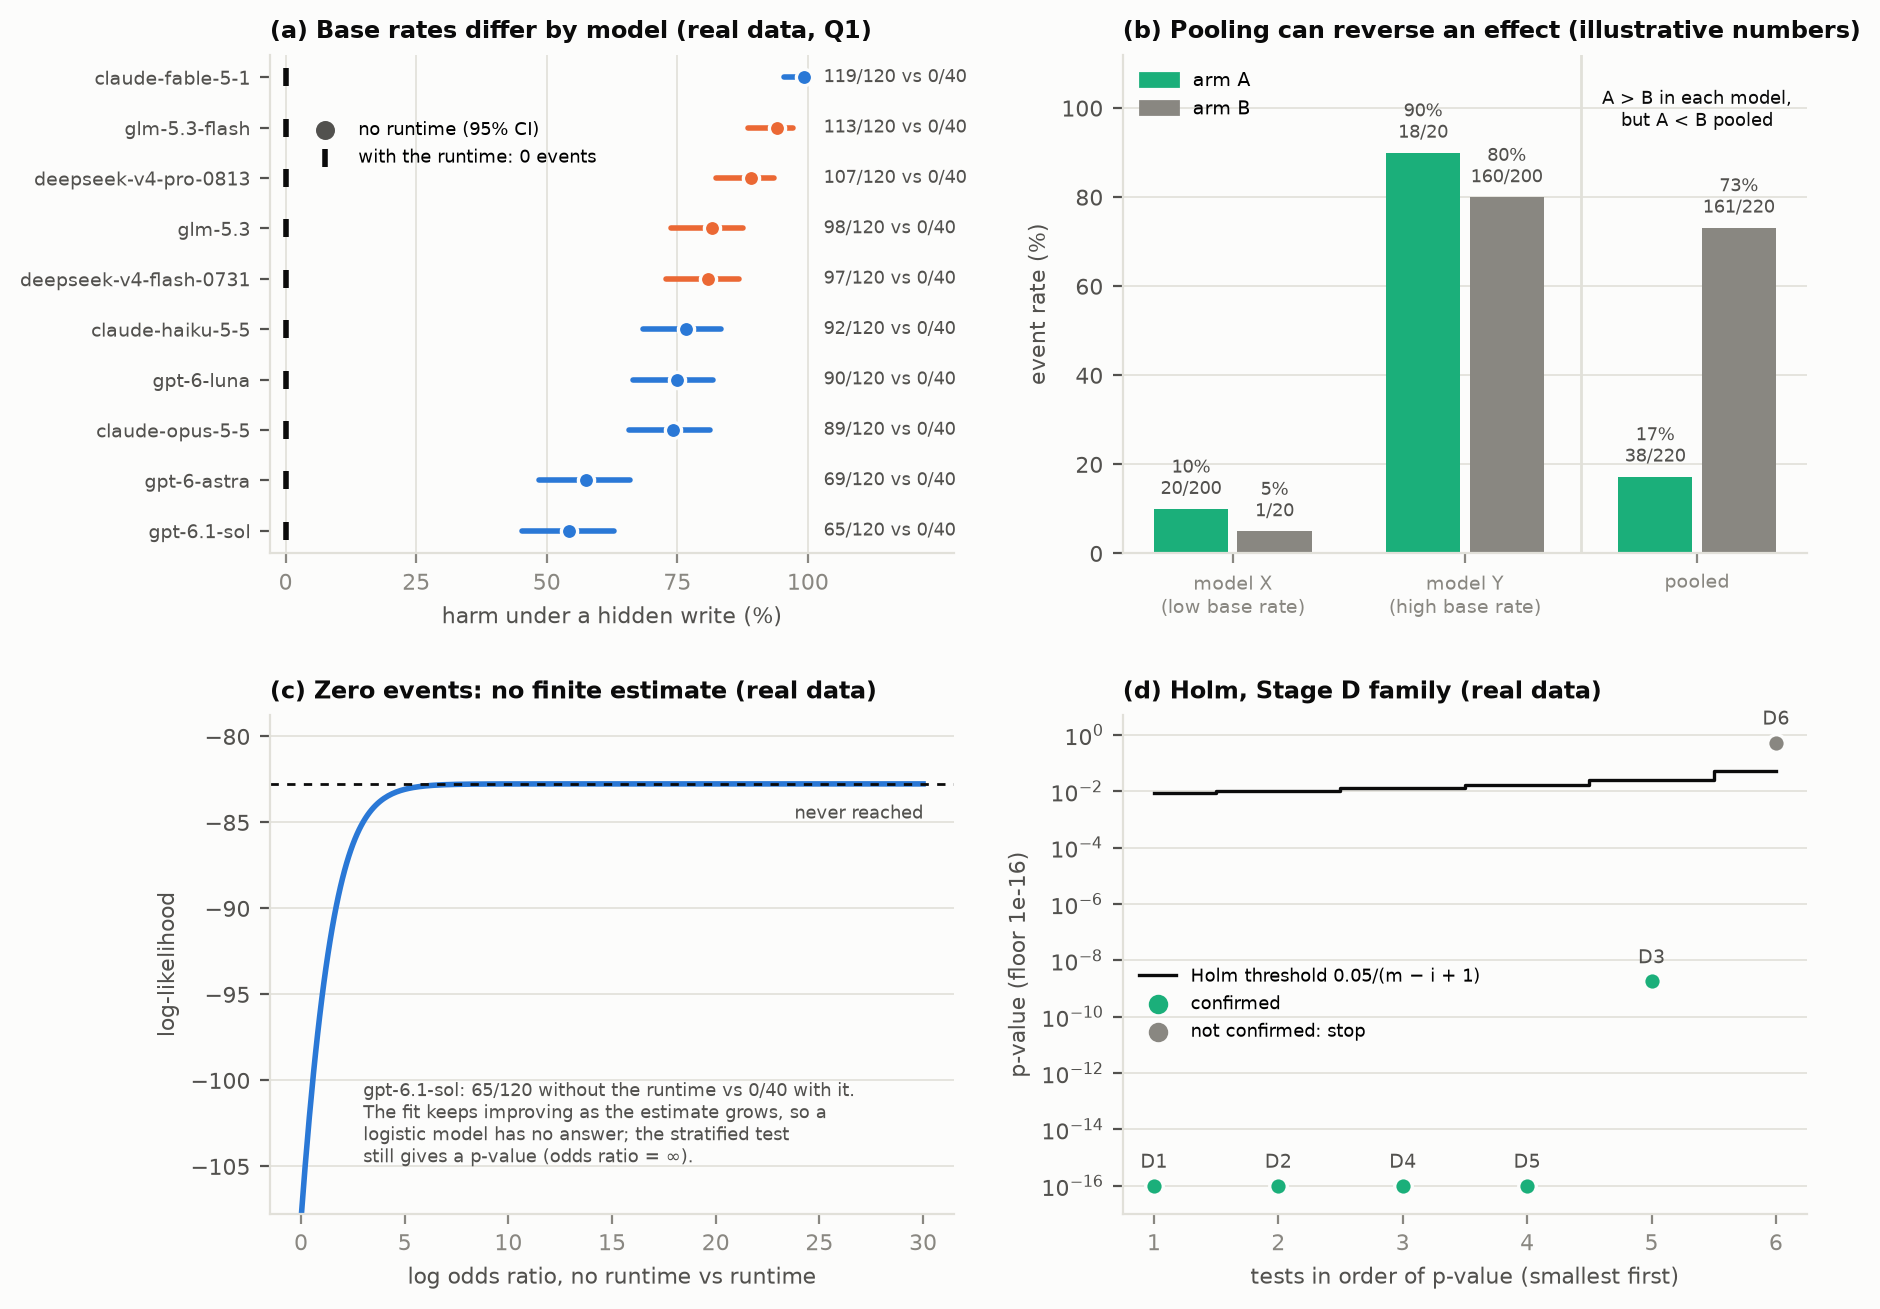 (a) Base rates differ by model (real data, Q1)
claude-fable-5-1
119/120 vs 0/40
glm-5.3-flash
113/120 vs 0/40
deepseek-v4-pro-0813
107/120 vs 0/40
glm-5.3
98/120 vs 0/40
deepseek-v4-flash-0731
97/120 vs 0/40
claude-haiku-5-5
92/120 vs 0/40
gpt-6-luna
90/120 vs 0/40
claude-opus-5-5
89/120 vs 0/40
gpt-6-astra
69/120 vs 0/40
gpt-6.1-sol
65/120 vs 0/40
no runtime (95% CI)
with the runtime: 0 events
0 25 50 75 100
harm under a hidden write (%)
(b) Pooling can reverse an effect (illustrative numbers)
arm A
arm B
A > B in each model,
but A < B pooled
event rate (%)
100
80
60
40
20
0
10%
20/200
5%
1/20
90%
18/20
80%
160/200
17%
38/220
73%
161/220
model X
(low base rate)
model Y
(high base rate)
pooled
(c) Zero events: no finite estimate (real data)
log-likelihood
−80
−85
−90
−95
−100
−105
never reached
gpt-6.1-sol: 65/120 without the runtime vs 0/40 with it.
The fit keeps improving as the estimate grows, so a
logistic model has no answer; the stratified test
still gives a p-value (odds ratio = ∞).
0 5 10 15 20 25 30
log odds ratio, no runtime vs runtime
(d) Holm, Stage D family (real data)
p-value (floor 1e-16)
10⁰
10⁻²
10⁻⁴
10⁻⁶
10⁻⁸
10⁻¹⁰
10⁻¹²
10⁻¹⁴
10⁻¹⁶
D6
D3
Holm threshold 0.05/(m − i + 1)
confirmed
not confirmed: stop
D1 D2 D4 D5
1 2 3 4 5 6
tests in order of p-value (smallest first)